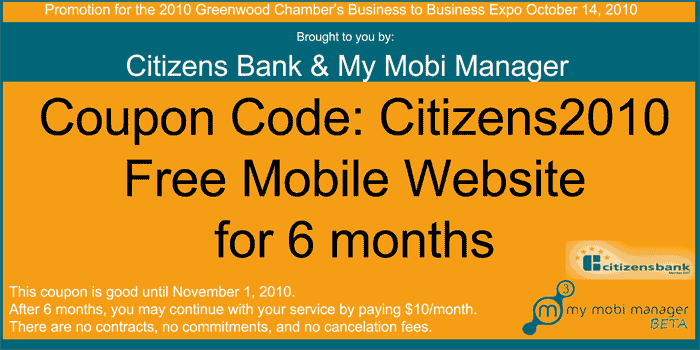 Promotion for the 2010 Greenwood Chamber's Business to Business Expo October 14, 2010
Brought to you by:
Citizens Bank & My Mobi Manager
Coupon Code: Citizens2010
Free Mobile Website
for 6 months
citizensbank
This coupon is good until November 1, 2010.
After 6 months, you may continue with your service by paying $10/month.
There are no contracts, no commitments, and no cancelation fees.
m3 my mobi manager
BETA